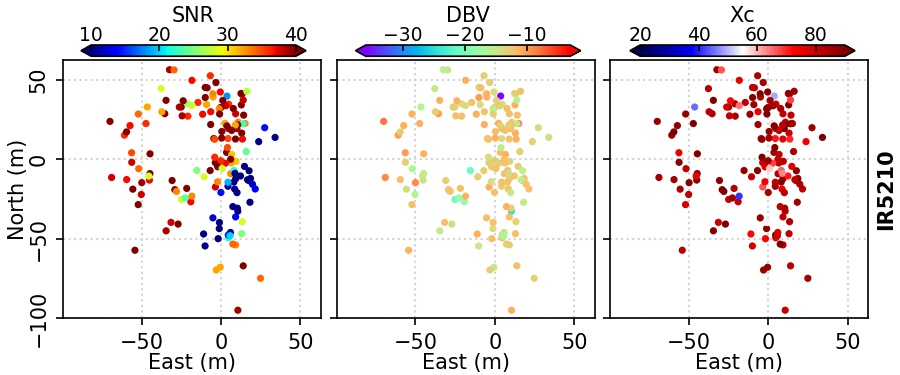 SNR DBV Xc
10 20 30 40 −30 −20 −10 20 40 60 80
50
0
−50
−100
North (m)
−50 0 50 −50 0 50 −50 0 50
East (m) East (m) East (m)
IR5210